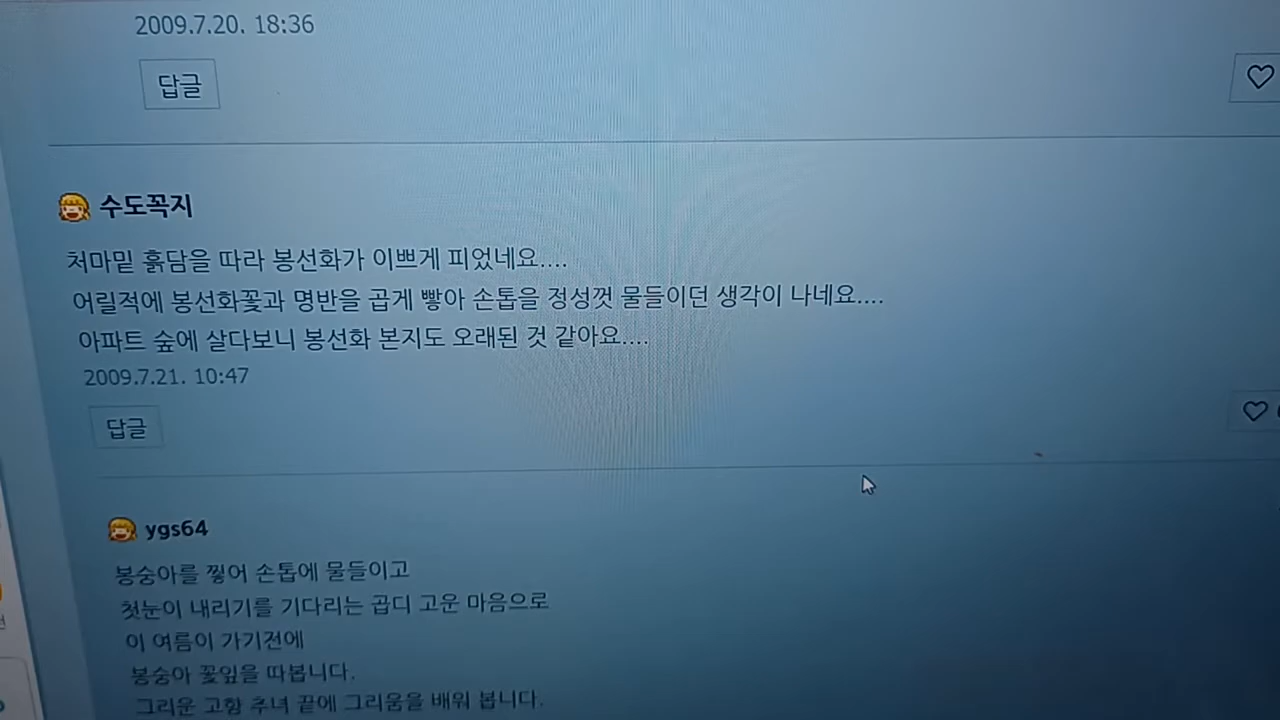 2009.7.20. 18:36
답글
수도꼭지
처마밑 흙담을 따라 봉선화가 이쁘게 피었네요....
어릴적에 봉선화꽃과 명반을 곱게 빻아 손톱을 정성껏 물들이던 생각이 나네요....
아파트 숲에 살다보니 봉선화 본지도 오래된 것 같아요....
2009.7.21. 10:47
답글
ygs64
봉숭아를 찧어 손톱에 물들이고
첫눈이 내리기를 기다리는 곱디 고운 마음으로
이 여름이 가기전에
봉숭아 꽃잎을 따봅니다.
그리운 고향 추녀 끝에 그리움을 배워 봅니다.